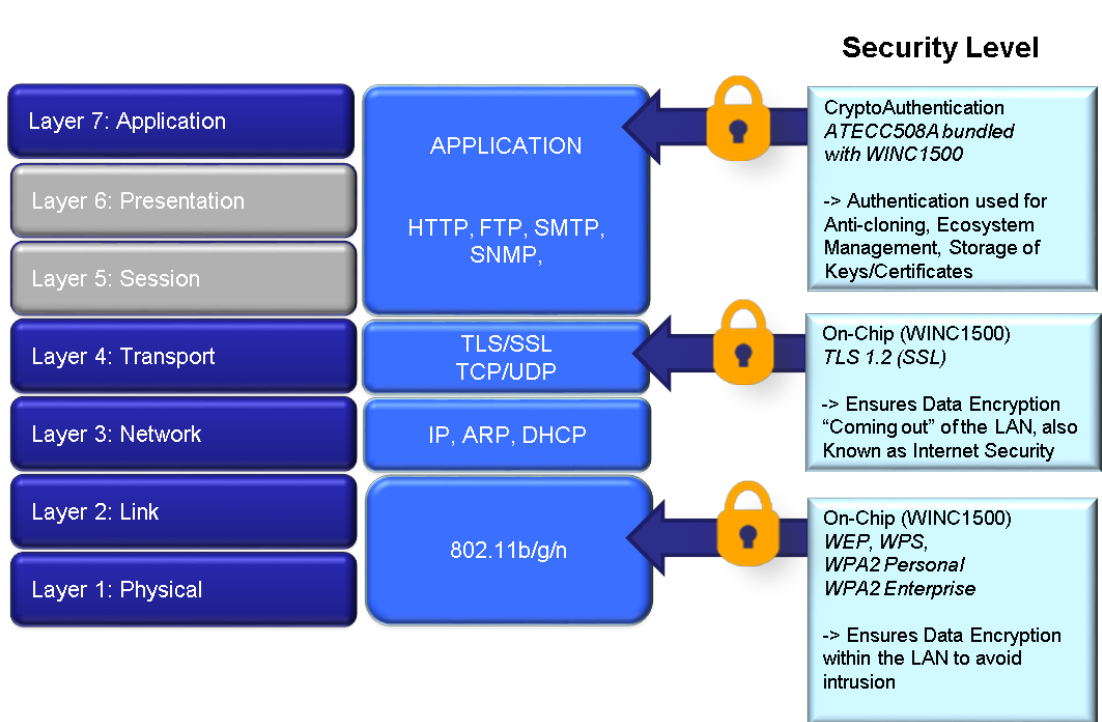 Security Level
Layer 7: Application
Layer 6: Presentation
Layer 5: Session
Layer 4: Transport
Layer 3: Network
Layer 2: Link
Layer 1: Physical
APPLICATION
HTTP, FTP, SMTP,
SNMP,
TLS/SSL
TCP/UDP
IP, ARP, DHCP
802.11b/g/n
CryptoAuthentication
ATECC508A bundled
with WINC1500
-> Authentication used for
Anti-cloning, Ecosystem
Management, Storage of
Keys/Certificates
On-Chip (WINC1500)
TLS 1.2 (SSL)
-> Ensures Data Encryption
“Coming out” of the LAN, also
Known as Internet Security
On-Chip (WINC1500)
WEP, WPS,
WPA2 Personal
WPA2 Enterprise
-> Ensures Data Encryption
within the LAN to avoid
intrusion